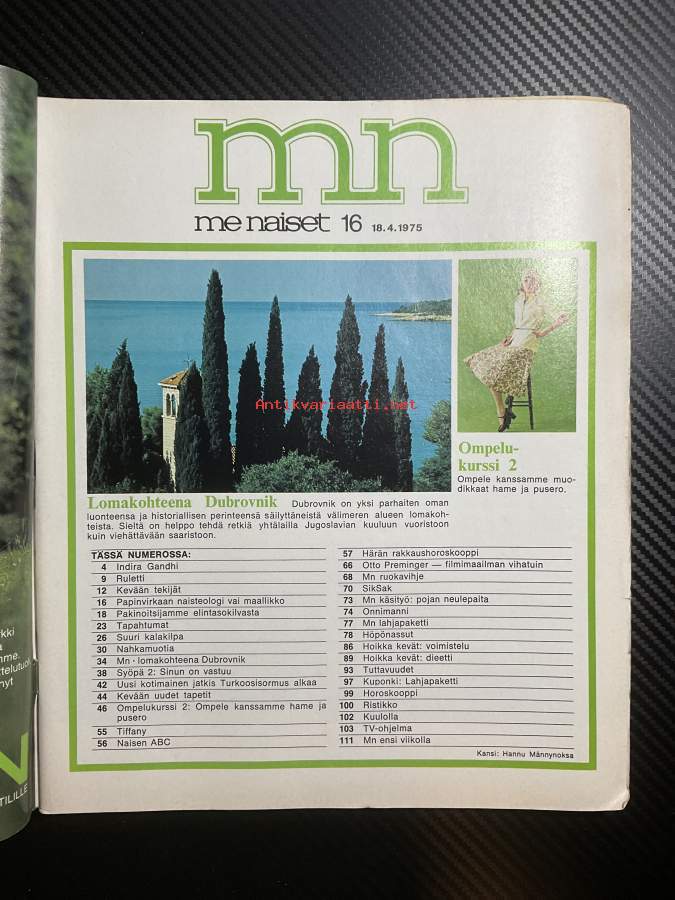 mn
me naiset 16 18.4.1975
Antikvariaatti.net
Lomakohteena Dubrovnik Dubrovnik on yksi parhaiten oman
luonteensa ja historiallisen perinteensä säilyttäneistä välimeren alueen lomakoh-
teista. Sieltä on helppo tehdä retkiä yhtälailla Jugoslavian kuuluun vuoristoon
kuin viehättävään saaristoon.
Ompelu-
kurssi 2
Ompele kanssamme muo-
dikkaat hame ja pusero.
TÄSSÄ NUMEROSSA:
4 Indira Gandhi
9 Ruletti
12 Kevään tekijät
16 Papinvirkaan naisteologi vai maallikko
18 Pakinoitsijamme elintasokilvasta
23 Tapahtumat
26 Suuri kalakilpa
30 Nahkamuotia
34 Mn - lomakohteena Dubrovnik
38 Syöpä 2: Sinun on vastuu
42 Uusi kotimainen jatkis Turkoosisormus alkaa
44 Kevään uudet tapetit
46 Ompelukurssi 2: Ompele kanssamme hame ja
pusero
55 Tiffany
56 Naisen ABC
57 Härän rakkaushoroskooppi
66 Otto Preminger — filmimaailman vihatuin
68 Mn ruokavihje
70 SikSak
73 Mn käsityö: pojan neulepaita
74 Onnimanni
77 Mn lahjapaketti
78 Höpönassut
86 Hoikka kevät: voimistelu
89 Hoikka kevät: dieetti
93 Tuttavuudet
97 Kuponki: Lahjapaketti
99 Horoskooppi
100 Ristikko
102 Kuulolla
103 TV-ohjelma
111 Mn ensi viikolla
Kansi: Hannu Männynoksa
TILILLE